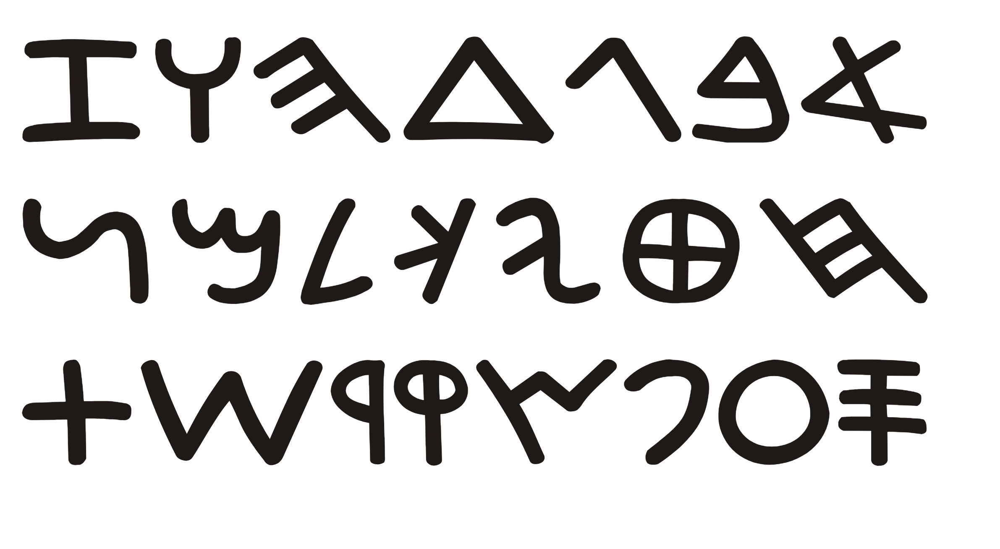 𐤀𐤁𐤂𐤃𐤄𐤅𐤆
𐤇𐤈𐤉𐤊𐤋𐤌𐤍
𐤎𐤏𐤐𐤑𐤒𐤓𐤔𐤕